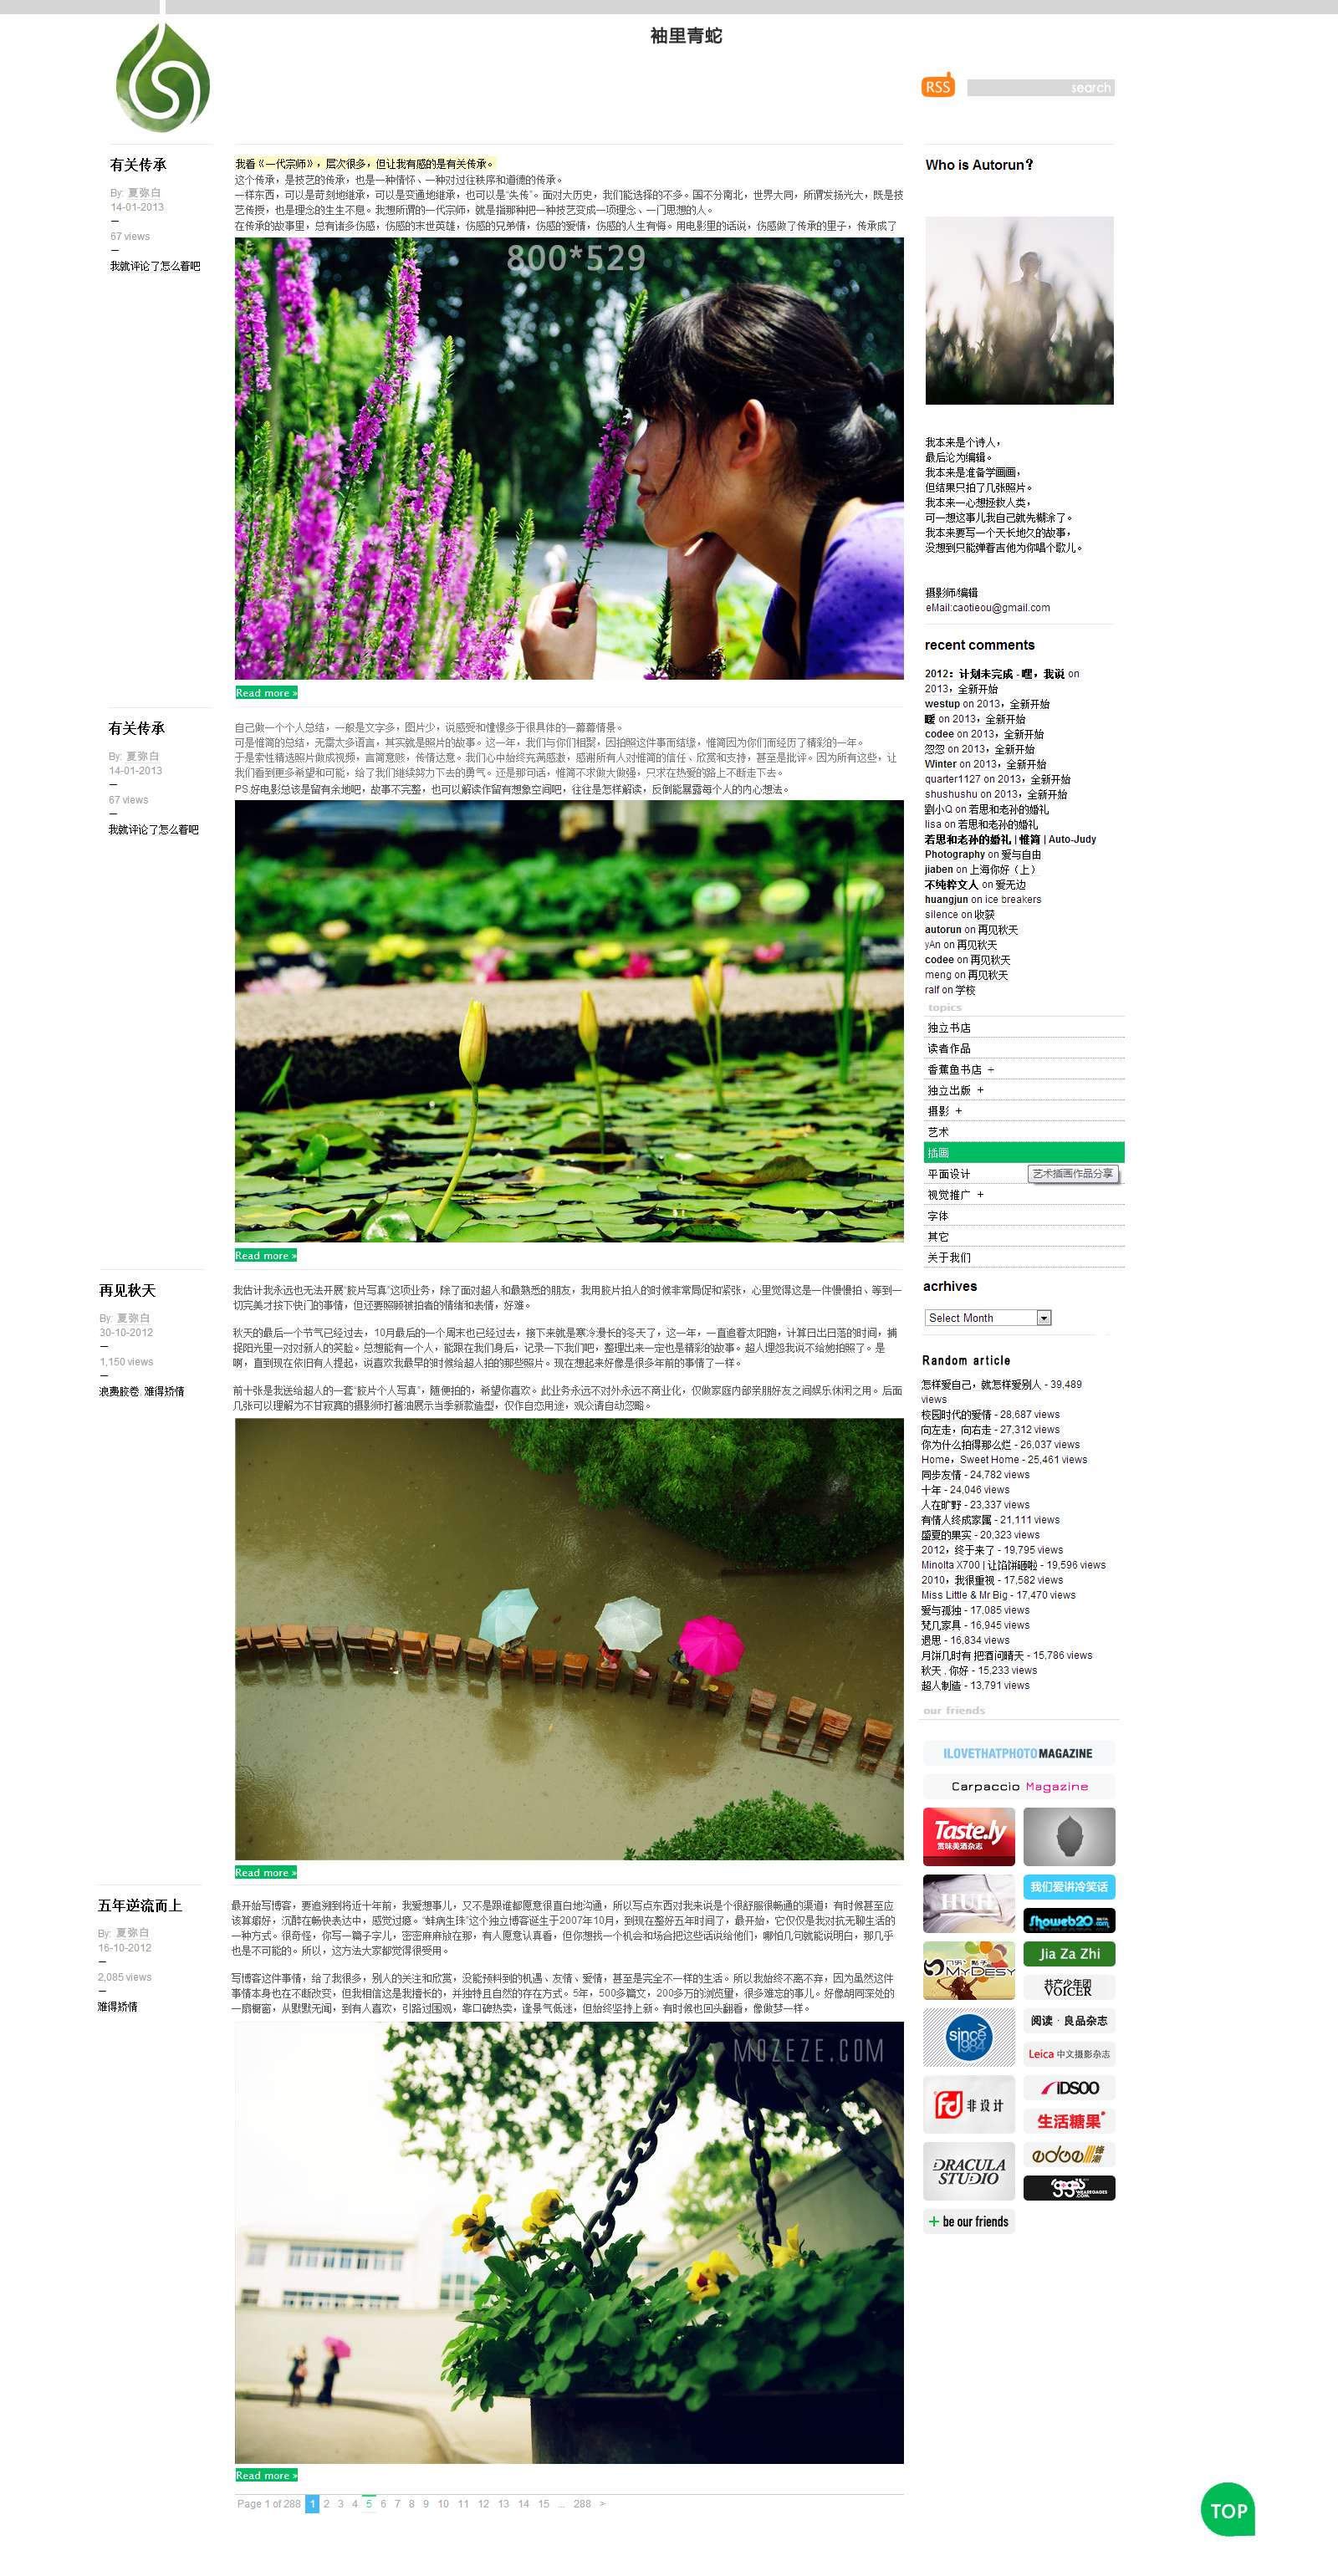 袖里青蛇
RSS
search
有关传承
By: 夏弥白
14-01-2013
67 views
我就评论了怎么着吧
我看《一代宗师》，层次很多，但让我有感的是有关传承。
这个传承，是技艺的传承，也是一种情怀、一种对过往秩序和道德的传承。
一样东西，可以是苛刻地继承，可以是变通地继承，也可以是“失传”。面对大历史，我们能选择的不多。国不分南北，世界大同，所谓发扬光大，既是技
艺传授，也是理念的生生不息。我想所谓的一代宗师，就是指那种把一种技艺变成一项理念、一门思想的人。
在传承的故事里，总有诸多伤感，伤感的末世英雄，伤感的兄弟情，伤感的爱情，伤感的人生有悔。用电影里的话说，伤感做了传承的里子，传承成了
800*529
Read more »
有关传承
By: 夏弥白
14-01-2013
67 views
我就评论了怎么着吧
自己做一个个人总结，一般是文字多，图片少，说感受和憧憬多于很具体的一幕幕情景。
可是惟简的总结，无需太多语言，其实就是照片的故事。这一年，我们与你们相聚，因拍照这件事而结缘，惟简因为你们而经历了精彩的一年。
于是索性精选照片做成视频，言简意赅，传情达意。我们心中始终充满感歉，感谢所有人对惟简的信任、欣赏和支持，甚至是批评。因为所有这些，让
我们看到更多希望和可能，给了我们继续努力下去的勇气。还是那句话，惟简不求做大做强，只求在热爱的路上不断走下去。
PS.好电影总该是留有余地吧，故事不完整，也可以解读作留有想象空间吧，往往是怎样解读，反倒能暴露每个人的内心想法。
Read more »
再见秋天
By: 夏弥白
30-10-2012
1,150 views
浪费胶卷, 难得矫情
我估计我永远也无法开展“胶片写真”这项业务，除了面对超人和最熟悉的朋友，我用胶片拍人的时候非常局促和紧张，心里觉得这是一件慢慢拍、等到一
切完美才按下快门的事情，但还要照顾被拍者的情绪和表情，好难。
秋天的最后一个节气已经过去，10月最后的一个周末也已经过去，接下来就是寒冷漫长的冬天了，这一年，一直追着太阳跑，计算日出日落的时间，捕
捉阳光里一对对新人的笑脸。总想能有一个人，能跟在我们身后，记录一下我们吧，整理出来一定也是精彩的故事。超人埋怨我说不给她拍照了。是
啊，直到现在依旧有人提起，说喜欢我最早的时候给超人拍的那些照片。现在想起来好像是很多年前的事情了一样。
前十张是我送给超人的一套“胶片个人写真”，随便拍的，希望你喜欢。此业务永远不对外永远不商业化，仅做家庭内部亲朋好友之间娱乐休闲之用。后面
几张可以理解为不甘寂寞的摄影师打酱油展示当季新款造型，仅作自恋用途，观众请自动忽略。
Read more »
五年逆流而上
By: 夏弥白
16-10-2012
2,085 views
难得矫情
最开始写博客，要追溯到将近十年前，我爱想事儿，又不是跟谁都愿意很直白地沟通，所以写点东西对我来说是个很舒服很畅通的渠道！有时候甚至应
该算癖好，沉醉在畅快表达中，感觉过瘾。“蚌病生珠”这个独立博客诞生于2007年10月，到现在整好五年时间了，最开始，它仅仅是我对抗无聊生活的
一种方式。很奇怪，你写一篇子字儿，密密麻麻放在那，有人愿意认真看，但你想找一个机会和场合把这些话说给他们，哪怕几句就能说明白，那几乎
也是不可能的。所以，这方法大家都觉得很受用。
写博客这件事情，给了我很多，别人的关注和欣赏，没能预料到的机遇、友情、爱情，甚至是完全不一样的生活。所以我始终不离不弃，因为虽然这件
事情本身也在不断改变，但我相信这是我擅长的，并独特且自然的存在方式。5年，500多篇文，200多万的浏览量，很多难忘的事儿。好像胡同深处的
一扇橱窗，从默默无闻，到有人喜欢，引路过围观，靠口碑热卖，逢景气低迷，但始终坚持上新。有时候也回头翻看，像做梦一样。
MOZEZE.COM
Read more »
Page 1 of 288 1 2 3 4 5 6 7 8 9 10 11 12 13 14 15 ... 288 >
Who is Autorun?
我本来是个诗人，
最后沦为编辑。
我本来是准备学画画，
但结果只拍了几张照片。
我本来一心想拯救人类，
可一想这事儿我自己就先糊涂了。
我本来要写一个天长地久的故事，
没想到只能弹着吉他为你唱个歌儿。
摄影师/编辑
eMail:caotieou@gmail.com
recent comments
2012：计划未完成 - 嘿，我说 on
2013，全新开始
westup on 2013，全新开始
暖 on 2013，全新开始
codee on 2013，全新开始
忽忽 on 2013，全新开始
Winter on 2013，全新开始
quarter1127 on 2013，全新开始
shushushu on 2013，全新开始
劉小Q on 若思和老孙的婚礼
lisa on 若思和老孙的婚礼
若思和老孙的婚礼 | 惟简 | Auto-Judy
Photography on 爱与自由
jiaben on 上海你好（上）
不纯粹文人 on 爱无边
huangjun on ice breakers
silence on 收获
autorun on 再见秋天
yAn on 再见秋天
codee on 再见秋天
meng on 再见秋天
ralf on 学校
topics
独立书店
读者作品
香蕉鱼书店 +
独立出版 +
摄影 +
艺术
插画
平面设计
艺术插画作品分享
视觉推广 +
字体
其它
关于我们
acrhives
Select Month
Random article
怎样爱自己，就怎样爱别人 - 39,489
views
校园时代的爱情 - 28,687 views
向左走，向右走 - 27,312 views
你为什么拍得那么烂 - 26,037 views
Home，Sweet Home - 25,461 views
同步友情 - 24,782 views
十年 - 24,046 views
人在旷野 - 23,337 views
有情人终成家属 - 21,111 views
盛夏的果实 - 20,323 views
2012，终于来了 - 19,795 views
Minolta X700 | 让馅饼砸啦 - 19,596 views
2010，我很重视 - 17,582 views
Miss Little & Mr Big - 17,470 views
爱与孤独 - 17,085 views
梵几家具 - 16,945 views
退思 - 16,834 views
月饼几时有 把酒问晴天 - 15,786 views
秋天，你好 - 15,233 views
超人制造 - 13,791 views
our friends
ILOVETHATPHOTOMAGAZINE
Carpaccio Magazine
Taste.ly
赏味美酒杂志
HUH
我们爱讲冷笑话
Showeb20.com
MYDESY
Jia Za Zhi
共产少年团
VOICER
since
1984
阅读 · 良品杂志
Leica 中文摄影杂志
非设计
iDSOO
生活糖果
DRACULA
STUDIO
edge 锋潮
+ be our friends
TOP